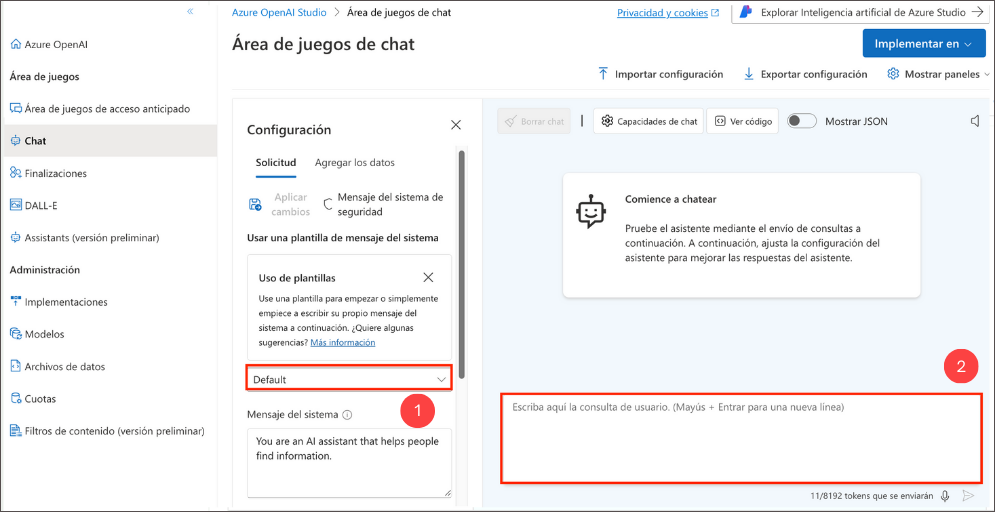 Azure OpenAI Studio > Área de juegos de chat
Privacidad y cookies
Explorar Inteligencia artificial de Azure Studio
Área de juegos de chat
Implementar en
Importar configuración
Exportar configuración
Mostrar paneles
Azure OpenAI
Área de juegos
Área de juegos de acceso anticipado
Chat
Finalizaciones
DALL-E
Assistants (versión preliminar)
Administración
Implementaciones
Modelos
Archivos de datos
Cuotas
Filtros de contenido (versión preliminar)
Configuración
Solicitud
Agregar los datos
Aplicar
cambios
Mensaje del sistema de
seguridad
Usar una plantilla de mensaje del sistema
Uso de plantillas
Use una plantilla para empezar o simplemente
empiece a escribir su propio mensaje del
sistema a continuación. ¿Quiere algunas
sugerencias? Más información
Default
1
Mensaje del sistema
You are an AI assistant that helps people
find information.
Borrar chat
Capacidades de chat
Ver código
Mostrar JSON
Comience a chatear
Pruebe el asistente mediante el envío de consultas a
continuación. A continuación, ajusta la configuración del
asistente para mejorar las respuestas del asistente.
2
Escriba aquí la consulta de usuario. (Mayús + Entrar para una nueva línea)
11/8192 tokens que se enviarán